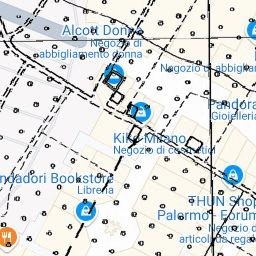 Alcott Donna
Negozio di
abbigliamento donna
Negozio di abbigl
Pandora
Gioielleria
Kiko Milano
Negozio di cosmetici
ndadori Bookstore
Libreria
THUN Shop
Palermo - Forum
Negozio di
articoli da rega